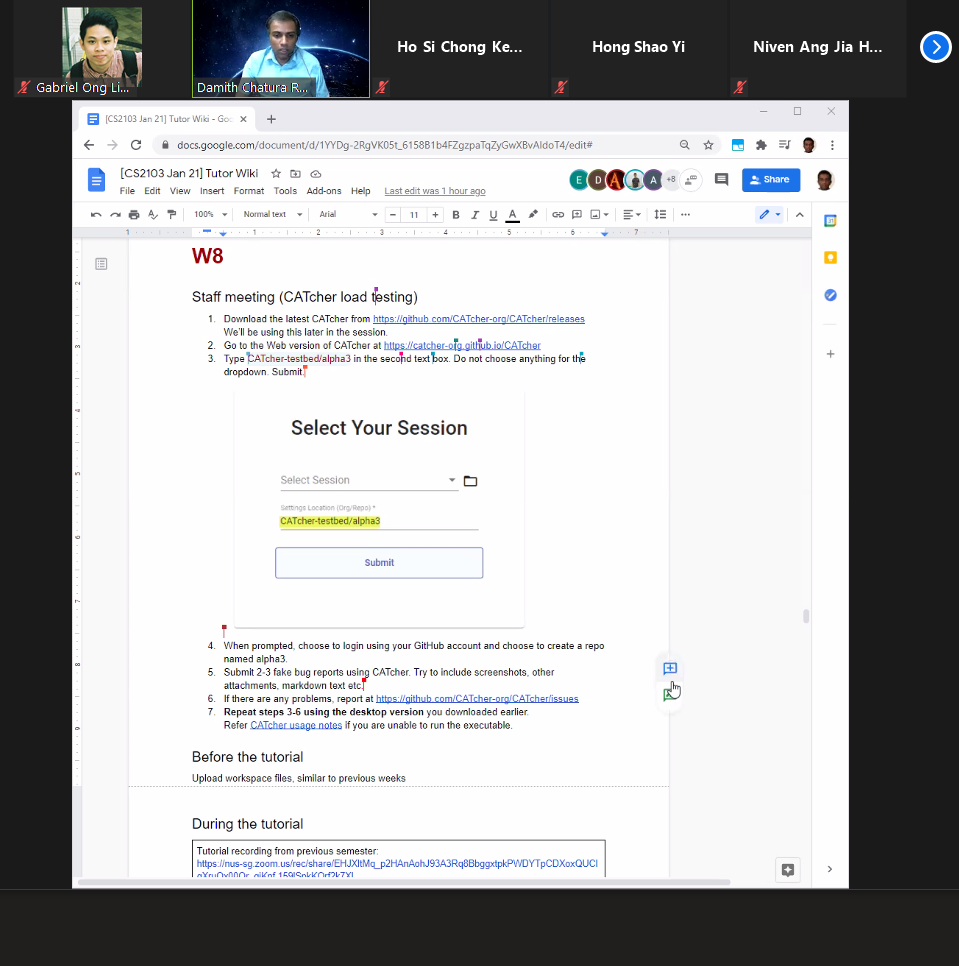 Ho Si Chong Ke...
Hong Shao Yi
Niven Ang Jia H...
Gabriel Ong Li...
Damith Chatura R...
[CS2103 Jan 21] Tutor Wiki - Goo
docs.google.com/document/d/1YYDg-2RgVK05t_6158B1b4FZgzpaTqZyGwXBvAldoT4/edit#
[CS2103 Jan 21] Tutor Wiki
File Edit View Insert Format Tools Add-ons Help Last edit was 1 hour ago
E D A A +8 Share
100% Normal text Arial 11 B I U A
1 1 2 3 4 5 6 7
W8
Staff meeting (CATcher load testing)
1. Download the latest CATcher from https://github.com/CATcher-org/CATcher/releases
We'll be using this later in the session.
2. Go to the Web version of CATcher at https://catcher-org.github.io/CATcher
3. Type CATcher-testbed/alpha3 in the second text box. Do not choose anything for the
dropdown. Submit.
Select Your Session
Select Session
Settings Location (Org/Repo) *
CATcher-testbed/alpha3
Submit
4. When prompted, choose to login using your GitHub account and choose to create a repo
named alpha3.
5. Submit 2-3 fake bug reports using CATcher. Try to include screenshots, other
attachments, markdown text etc.
6. If there are any problems, report at https://github.com/CATcher-org/CATcher/issues
7. Repeat steps 3-6 using the desktop version you downloaded earlier.
Refer CATcher usage notes if you are unable to run the executable.
Before the tutorial
Upload workspace files, similar to previous weeks
During the tutorial
Tutorial recording from previous semester: